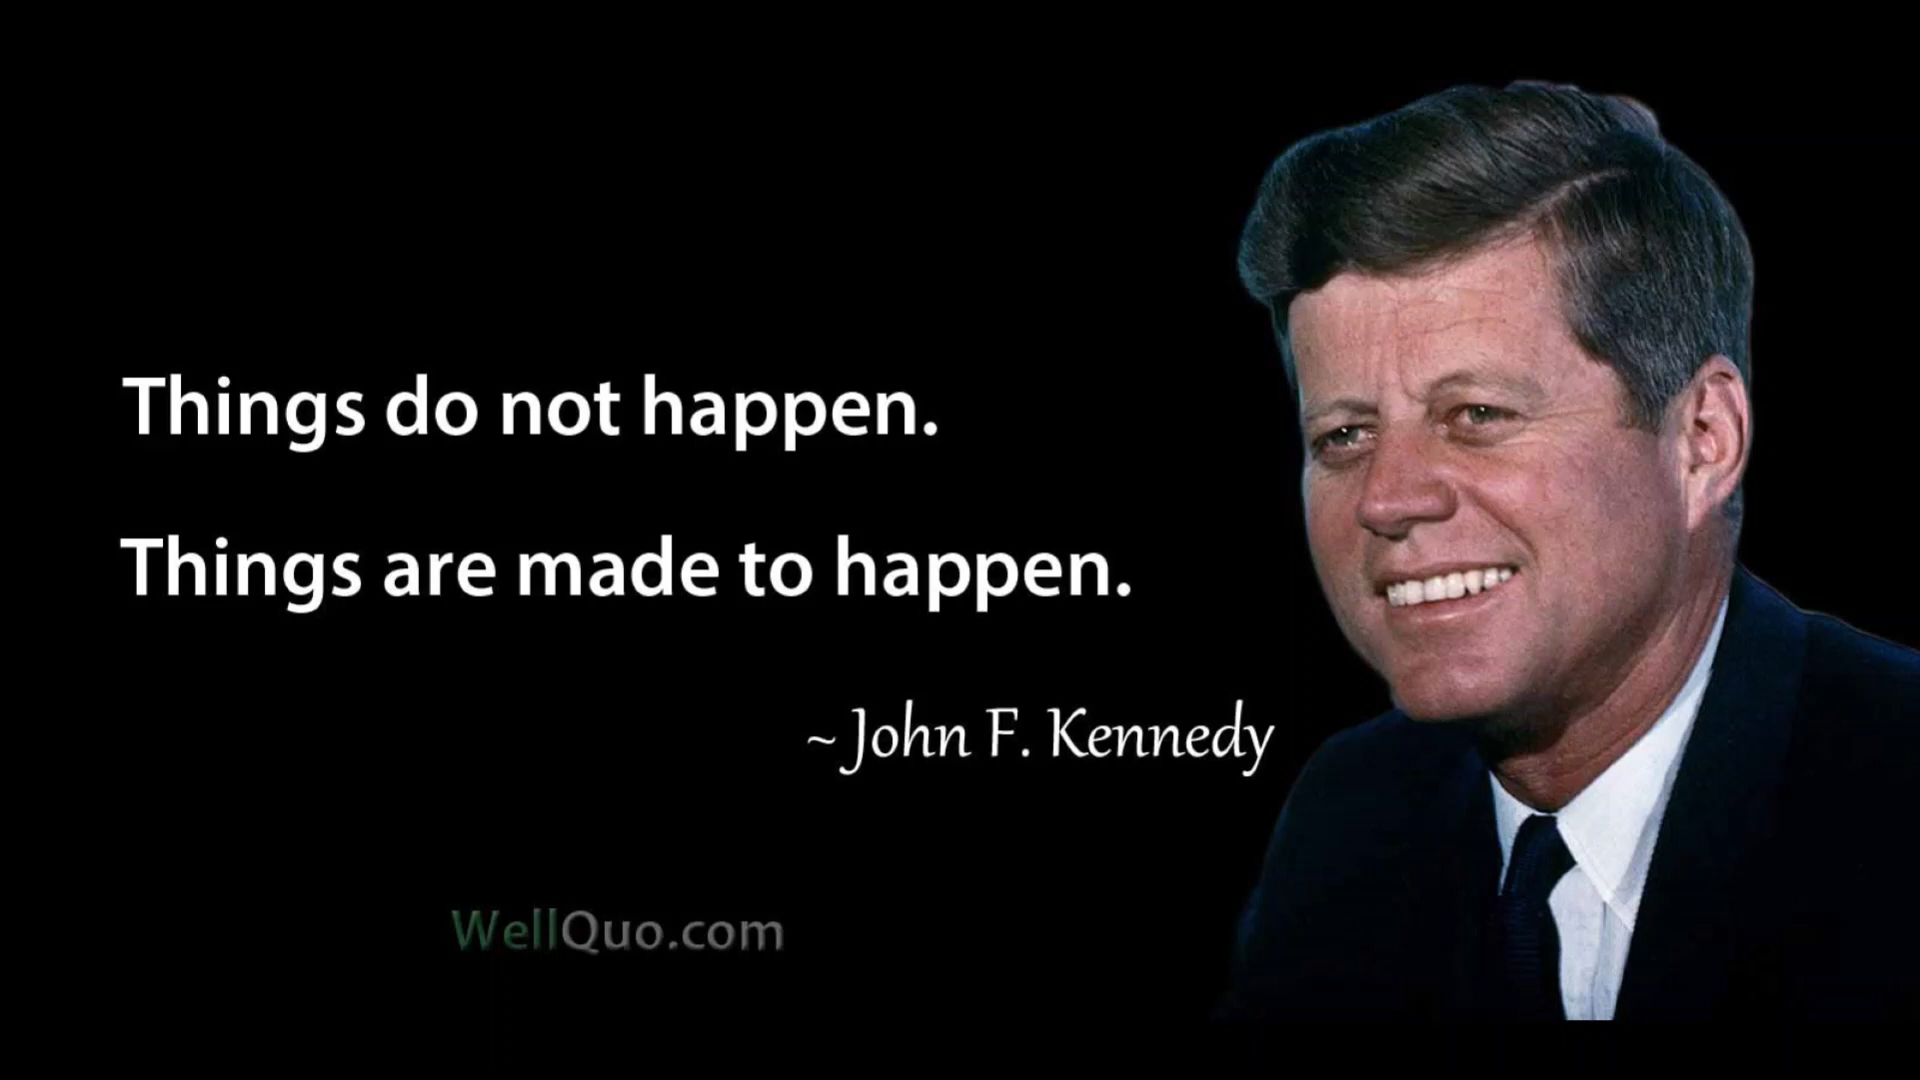 Things do not happen.
Things are made to happen.
~ John F. Kennedy
WellQuo.com